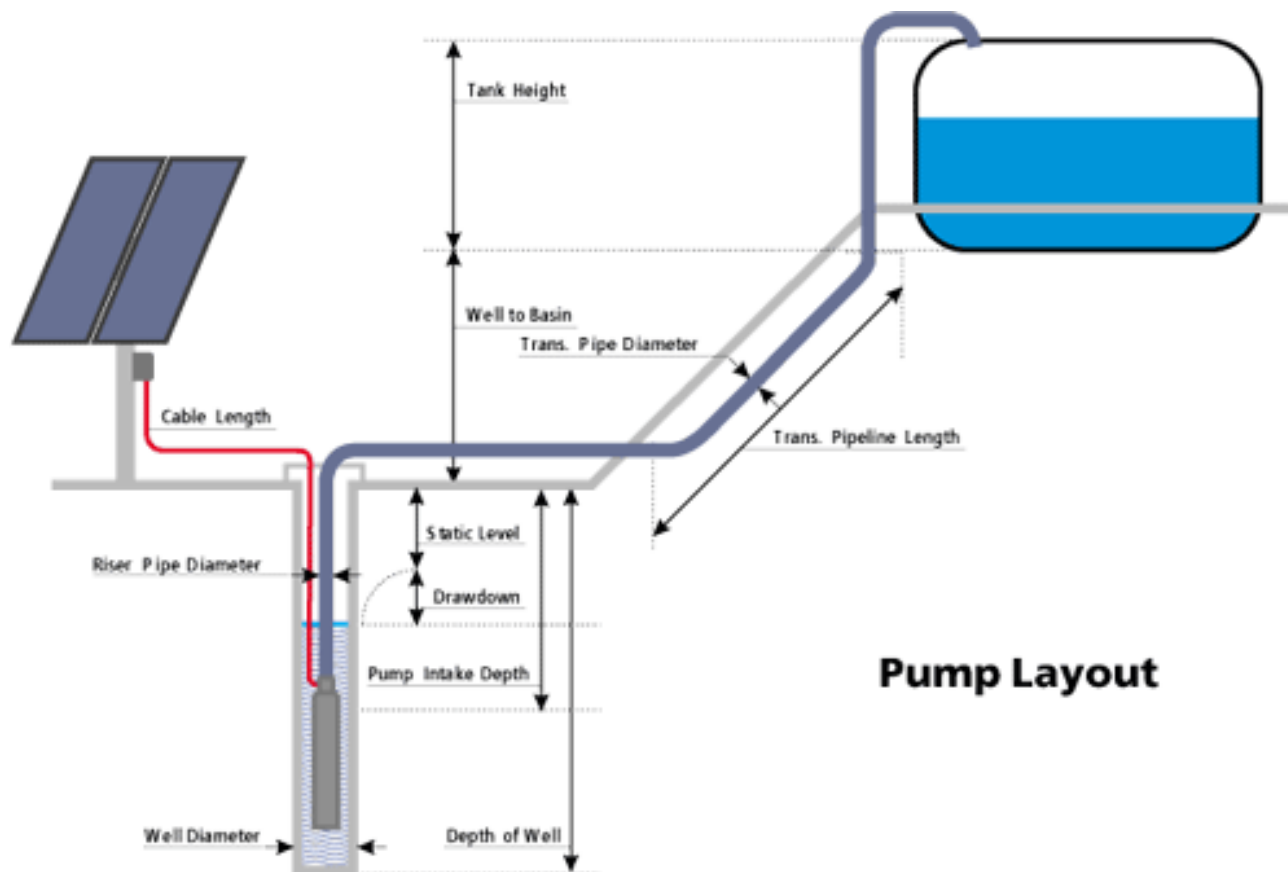 Tank Height
Well to Basin
Trans. Pipe Diameter
Cable Length
Trans. Pipeline Length
Static Level
Riser Pipe Diameter
Drawdown
Pump Intake Depth
Pump Layout
Well Diameter
Depth of Well